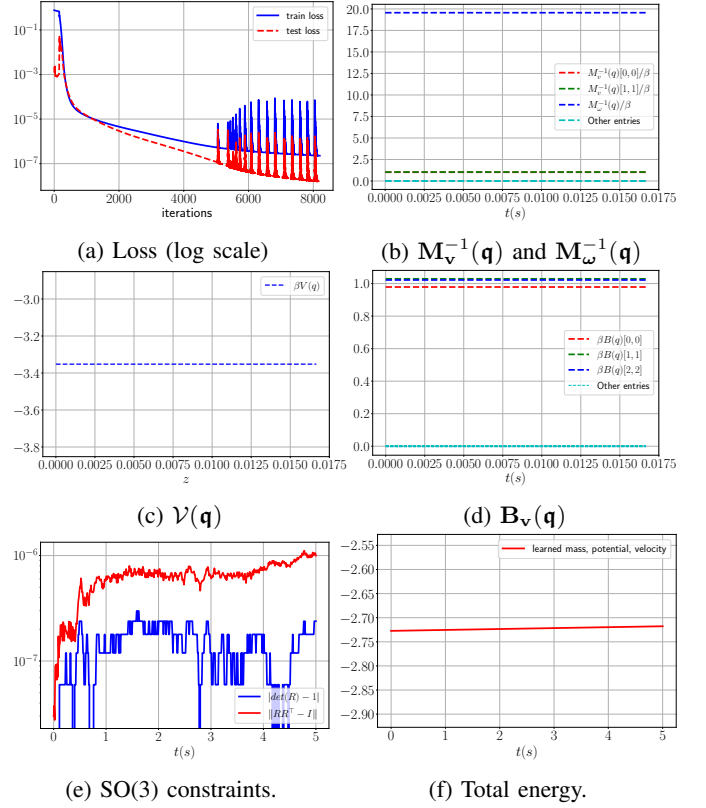 10⁻¹
10⁻³
10⁻⁵
10⁻⁷
train loss
test loss
0 2000 4000 6000 8000
iterations
(a) Loss (log scale)
20.0
17.5
15.0
12.5
10.0
7.5
5.0
2.5
0.0
M_v^{-1}(q)[0, 0]/β
M_v^{-1}(q)[1, 1]/β
M_ω^{-1}(q)/β
Other entries
0.0000 0.0025 0.0050 0.0075 0.0100 0.0125 0.0150 0.0175
t(s)
(b) M_v^{-1}(𝔮) and M_ω^{-1}(𝔮)
−3.0
−3.2
−3.4
−3.6
−3.8
βV(q)
0.0000 0.0025 0.0050 0.0075 0.0100 0.0125 0.0150 0.0175
z
(c) 𝒱(𝔮)
1.0
0.8
0.6
0.4
0.2
0.0
βB(q)[0, 0]
βB(q)[1, 1]
βB(q)[2, 2]
Other entries
0.0000 0.0025 0.0050 0.0075 0.0100 0.0125 0.0150 0.0175
t(s)
(d) B_v(𝔮)
10⁻⁶
10⁻⁷
|det(R) − 1|
‖RR⊤ − I‖
0 1 2 3 4 5
t(s)
(e) SO(3) constraints.
−2.55
−2.60
−2.65
−2.70
−2.75
−2.80
−2.85
−2.90
learned mass, potential, velocity
0 1 2 3 4 5
t(s)
(f) Total energy.